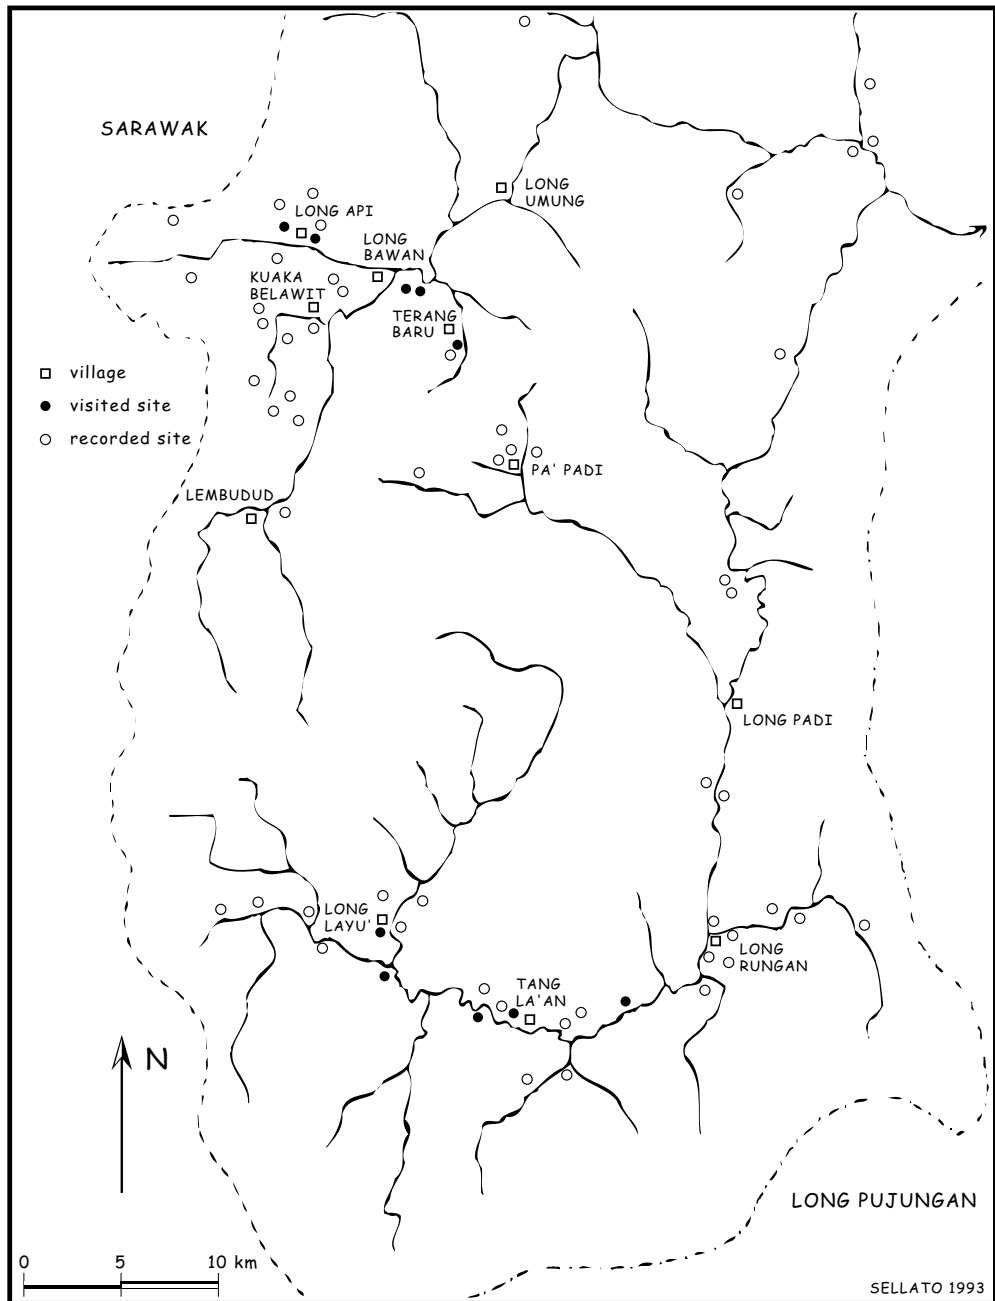 SARAWAK
LONG
UMUNG
LONG API
LONG
BAWAN
KUAKA
BELAWIT
TERANG
BARU
village
visited site
recorded site
PA' PADI
LEMBUDUD
LONG PADI
LONG
LAYU'
LONG
RUNGAN
TANG
LA'AN
N
LONG PUJUNGAN
0 5 10 km
SELLATO 1993